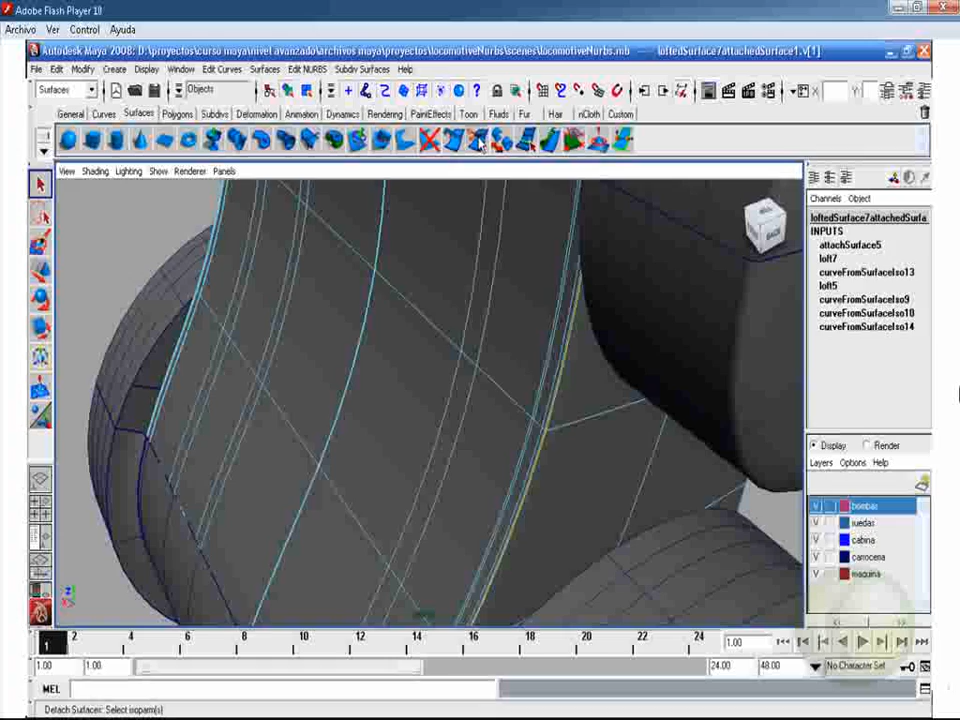 Adobe Flash Player 10
Archivo Ver Control Ayuda
Autodesk Maya 2008: D:\proyectos\curso maya\nivel avanzado\archivos maya\proyectos\locomotiveNurbs\scenes\locomotiveNurbs.mb --- loftedSurface7attachedSurface1.v[1]
File Edit Modify Create Display Window Edit Curves Surfaces Edit NURBS Subdiv Surfaces Help
Surfaces Objects X: Y:
General Curves Surfaces Polygons Subdivs Deformation Animation Dynamics Rendering PaintEffects Toon Fluids Fur Hair nCloth Custom
View Shading Lighting Show Renderer Panels
BACK
Channels Object
loftedSurface7attachedSurfa
INPUTS
attachSurface5
loft7
curveFromSurfaceIso13
loft5
curveFromSurfaceIso9
curveFromSurfaceIso10
curveFromSurfaceIso14
Display Render
Layers Options Help
V bombas
V ruedas
V cabina
V carroceria
V maquina
1 2 4 6 8 10 12 14 16 18 20 22 24 1.00
1.00 1.00 24.00 48.00 No Character Set
MEL
Detach Surfaces: Select isoparm(s)